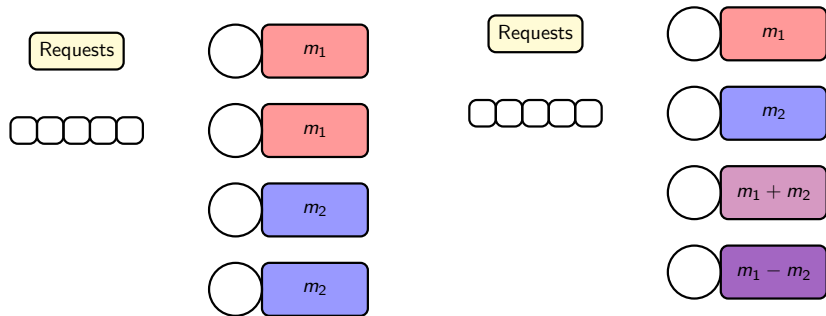 Requests
m₁
m₁
m₂
m₂
Requests
m₁
m₂
m₁ + m₂
m₁ − m₂